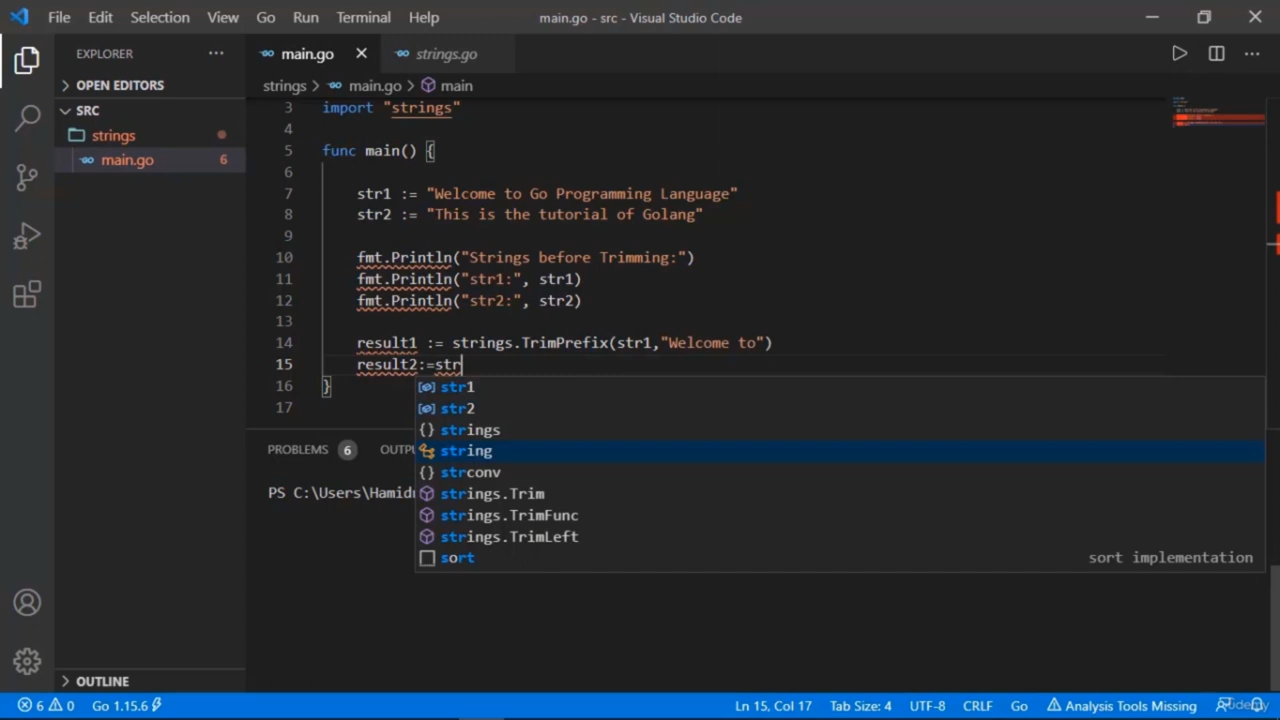 File Edit Selection View Go Run Terminal Help main.go - src - Visual Studio Code
EXPLORER ··· main.go strings.go ···
OPEN EDITORS strings > main.go > main
SRC
strings
main.go 6
3 import "strings"
4
5 func main() {
6
7 str1 := "Welcome to Go Programming Language"
8 str2 := "This is the tutorial of Golang"
9
10 fmt.Println("Strings before Trimming:")
11 fmt.Println("str1:", str1)
12 fmt.Println("str2:", str2)
13
14 result1 := strings.TrimPrefix(str1,"Welcome to")
15 result2:=str
16 }
17
str1
str2
strings
string
strconv
strings.Trim
strings.TrimFunc
strings.TrimLeft
sort sort implementation
PROBLEMS 6 OUTPU
PS C:\Users\Hamid
OUTLINE
6 0 Go 1.15.6 Ln 15, Col 17 Tab Size: 4 UTF-8 CRLF Go Analysis Tools Missing
Udemy